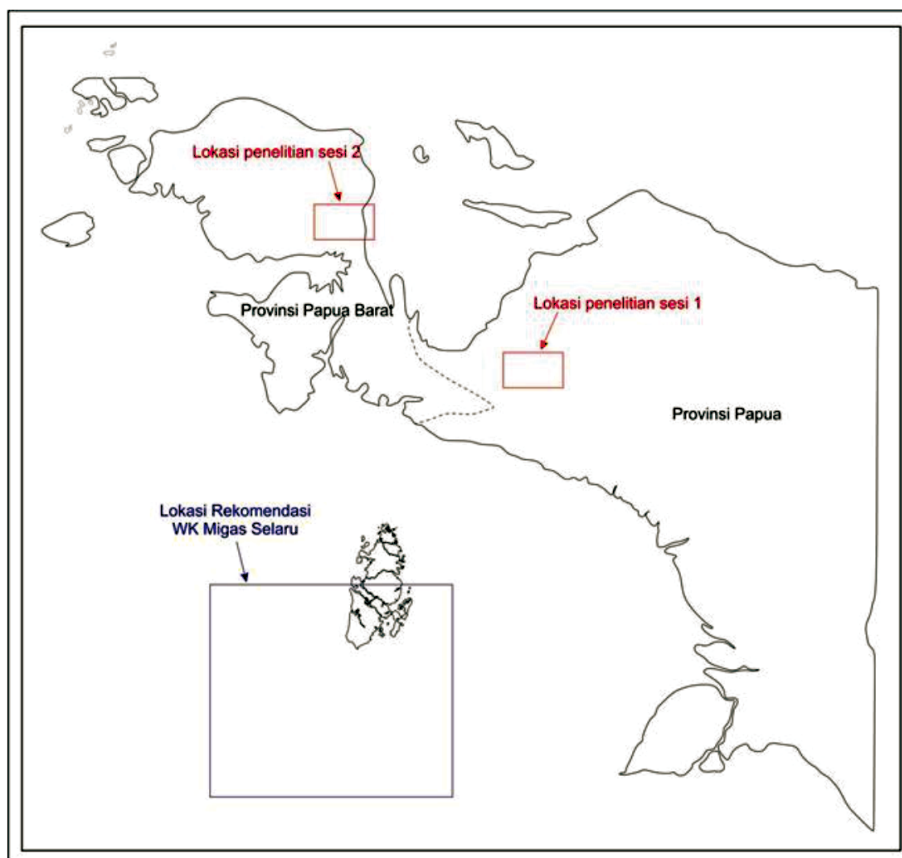 Lokasi penelitian sesi 2
Provinsi Papua Barat
Lokasi penelitian sesi 1
Provinsi Papua
Lokasi Rekomendasi
WK Migas Selaru